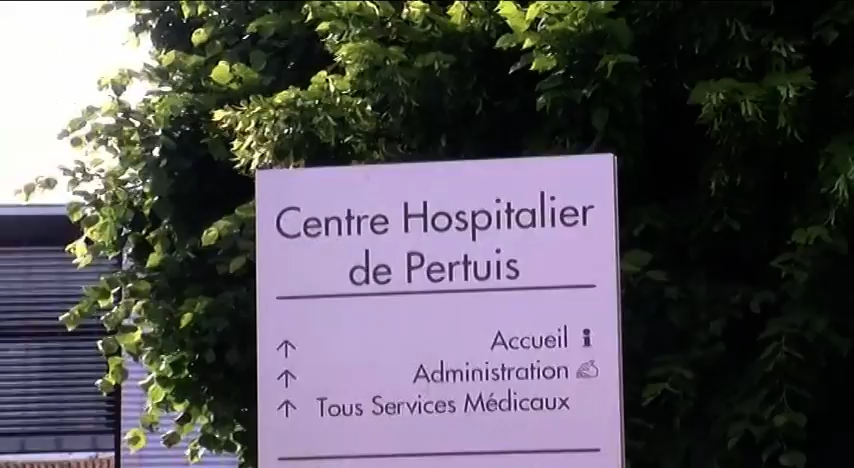 Centre Hospitalier
de Pertuis
↑ Accueil
↑ Administration
↑ Tous Services Médicaux